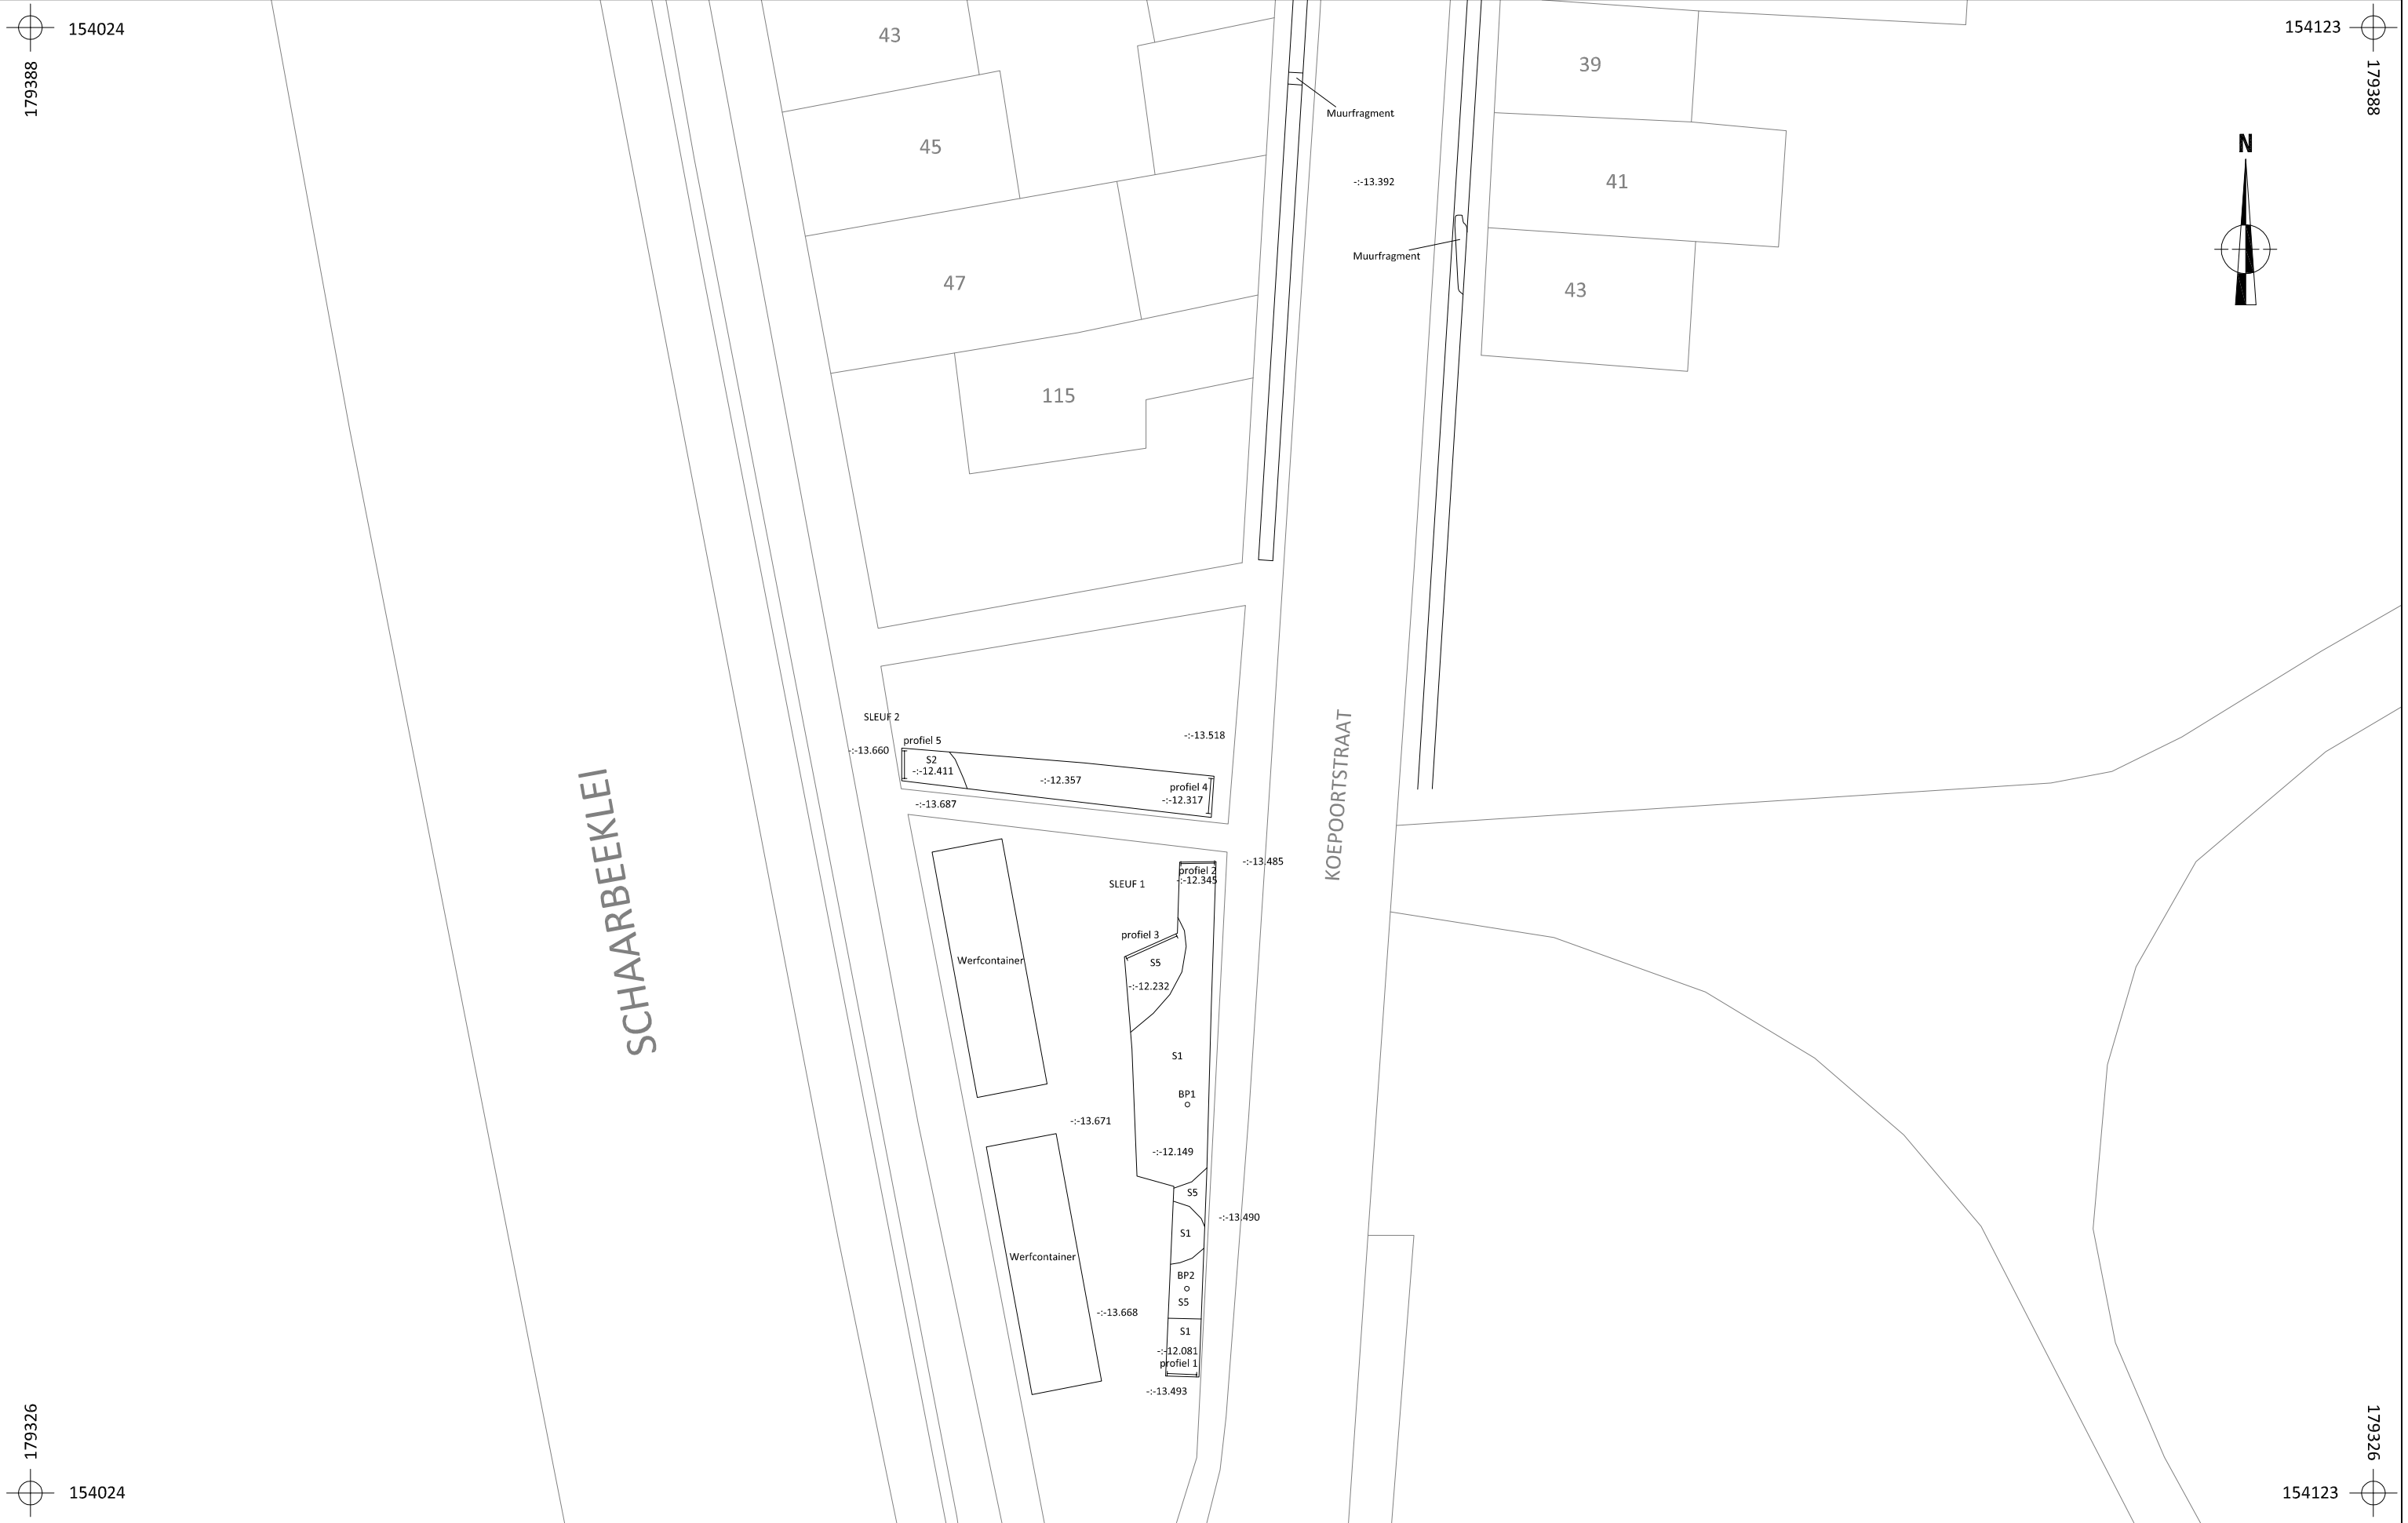 154024
179388
43
45
47
115
Muurfragment
-:-13.392
Muurfragment
39
41
43
154123
179388
N
SCHAARBEEKLEI
KOEPOORTSTRAAT
SLEUF 2
-:-13.660
profiel 5
S2
-:-12.411
-:-12.357
-:-13.518
profiel 4
-:-12.317
-:-13.687
-:-13.485
profiel 2
-:-12.345
SLEUF 1
profiel 3
S5
-:-12.232
Werfcontainer
S1
BP1
-:-13.671
-:-12.149
S5
-:-13.490
S1
Werfcontainer
BP2
S5
-:-13.668
S1
-:-12.081
profiel 1
-:-13.493
179326
154024
179326
154123